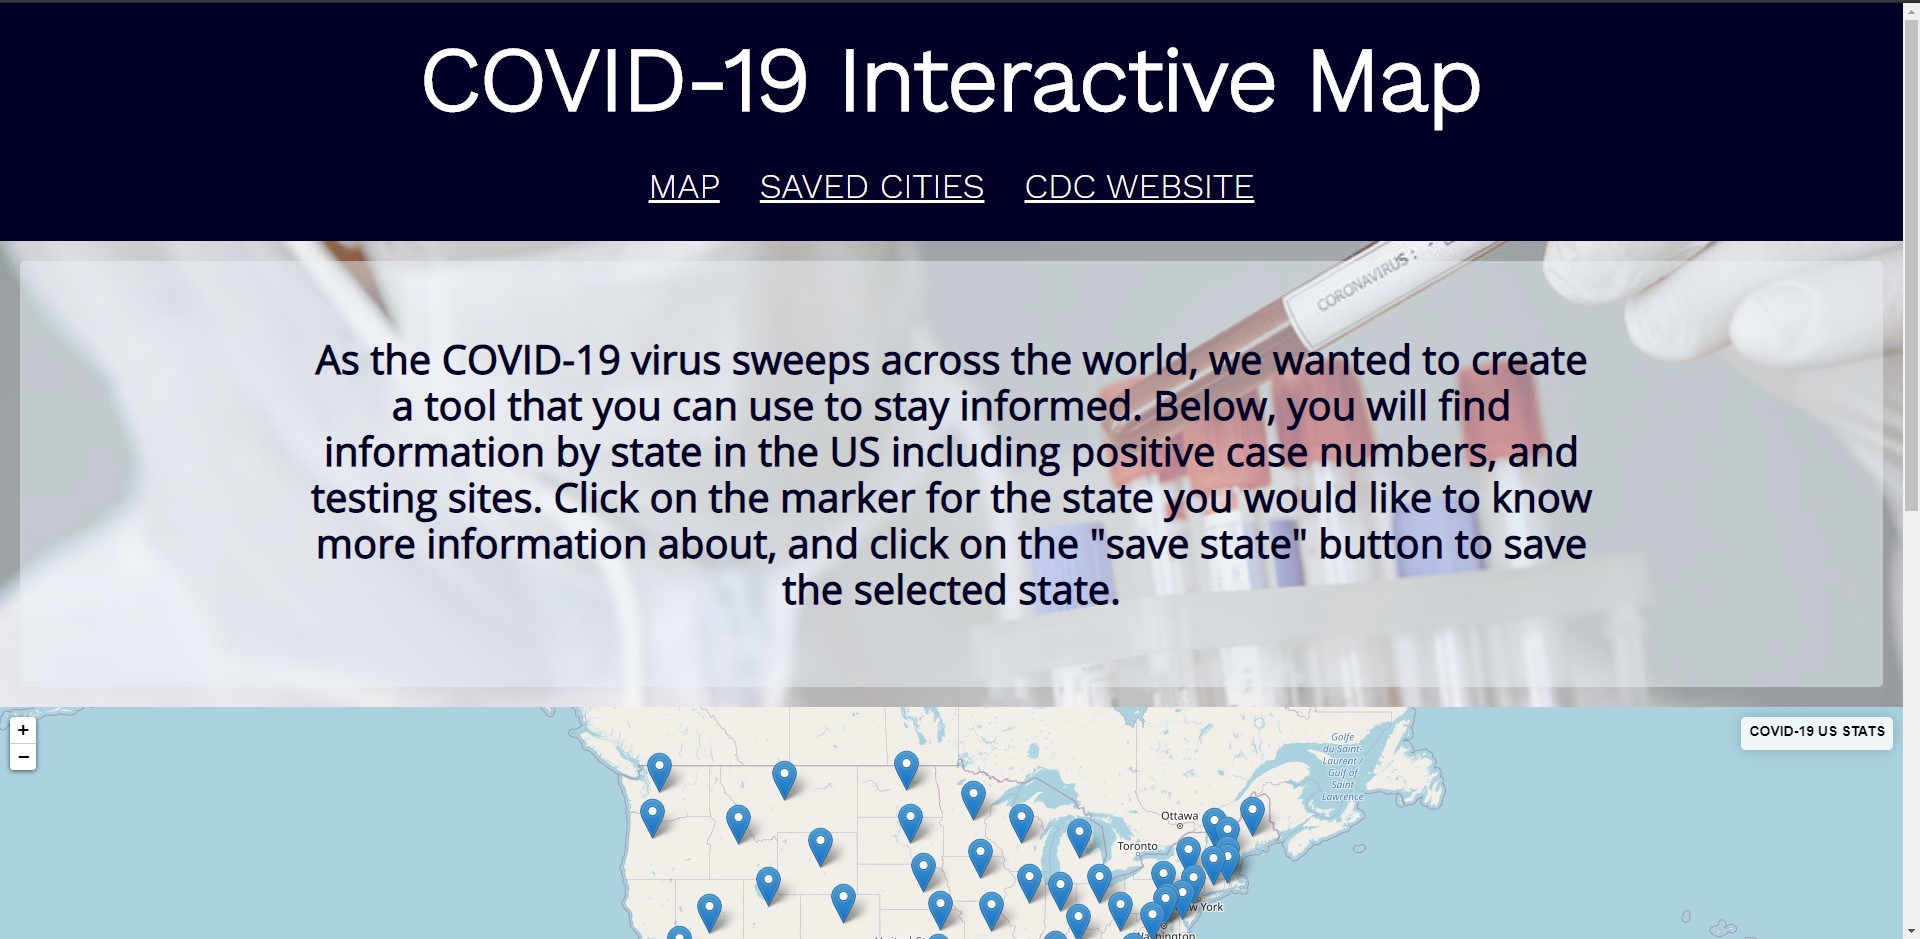 COVID-19 Interactive Map
MAP SAVED CITIES CDC WEBSITE
CORONAVIRUS :
As the COVID-19 virus sweeps across the world, we wanted to create
a tool that you can use to stay informed. Below, you will find
information by state in the US including positive case numbers, and
testing sites. Click on the marker for the state you would like to know
more information about, and click on the "save state" button to save
the selected state.
+
−
COVID-19 US STATS
Golfe
du Saint-
Laurent /
Gulf of
Saint
Lawrence
Ottawa
Toronto
York